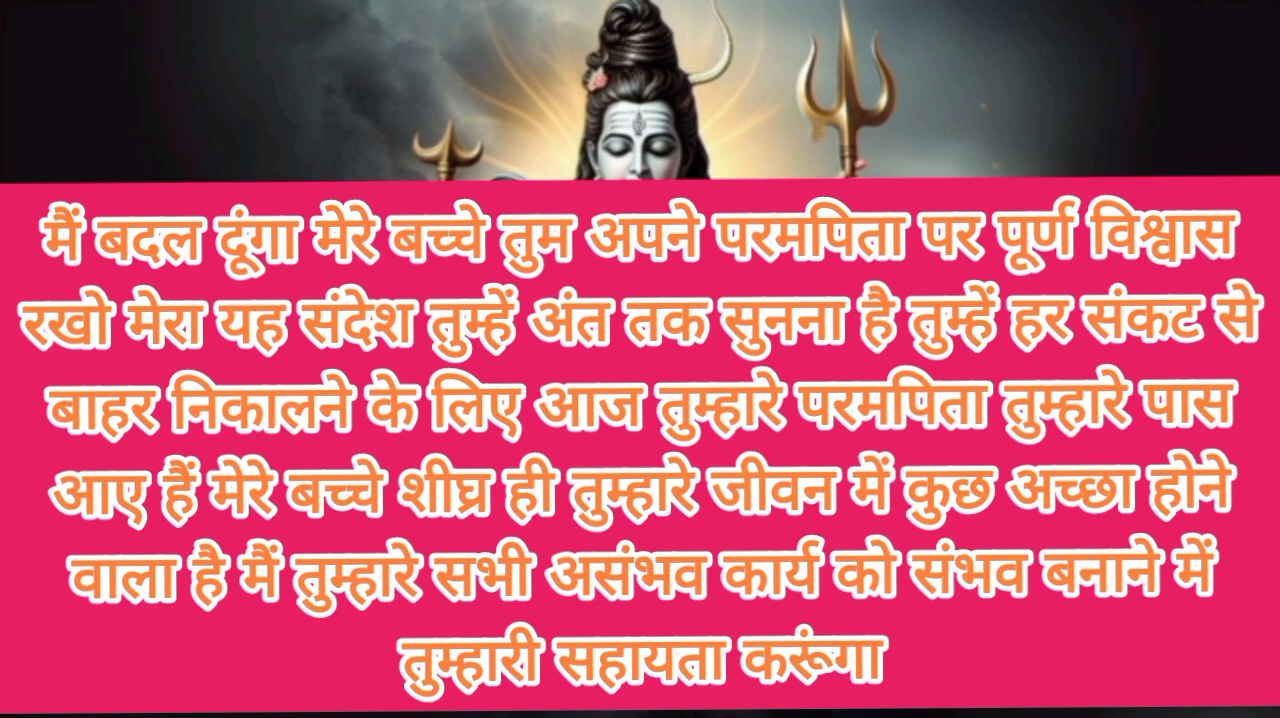 मैं बदल दूंगा मेरे बच्चे तुम अपने परमपिता पर पूर्ण विश्वास
रखो मेरा यह संदेश तुम्हें अंत तक सुनना है तुम्हें हर संकट से
बाहर निकालने के लिए आज तुम्हारे परमपिता तुम्हारे पास
आए हैं मेरे बच्चे शीघ्र ही तुम्हारे जीवन में कुछ अच्छा होने
वाला है मैं तुम्हारे सभी असंभव कार्य को संभव बनाने में
तुम्हारी सहायता करूंगा